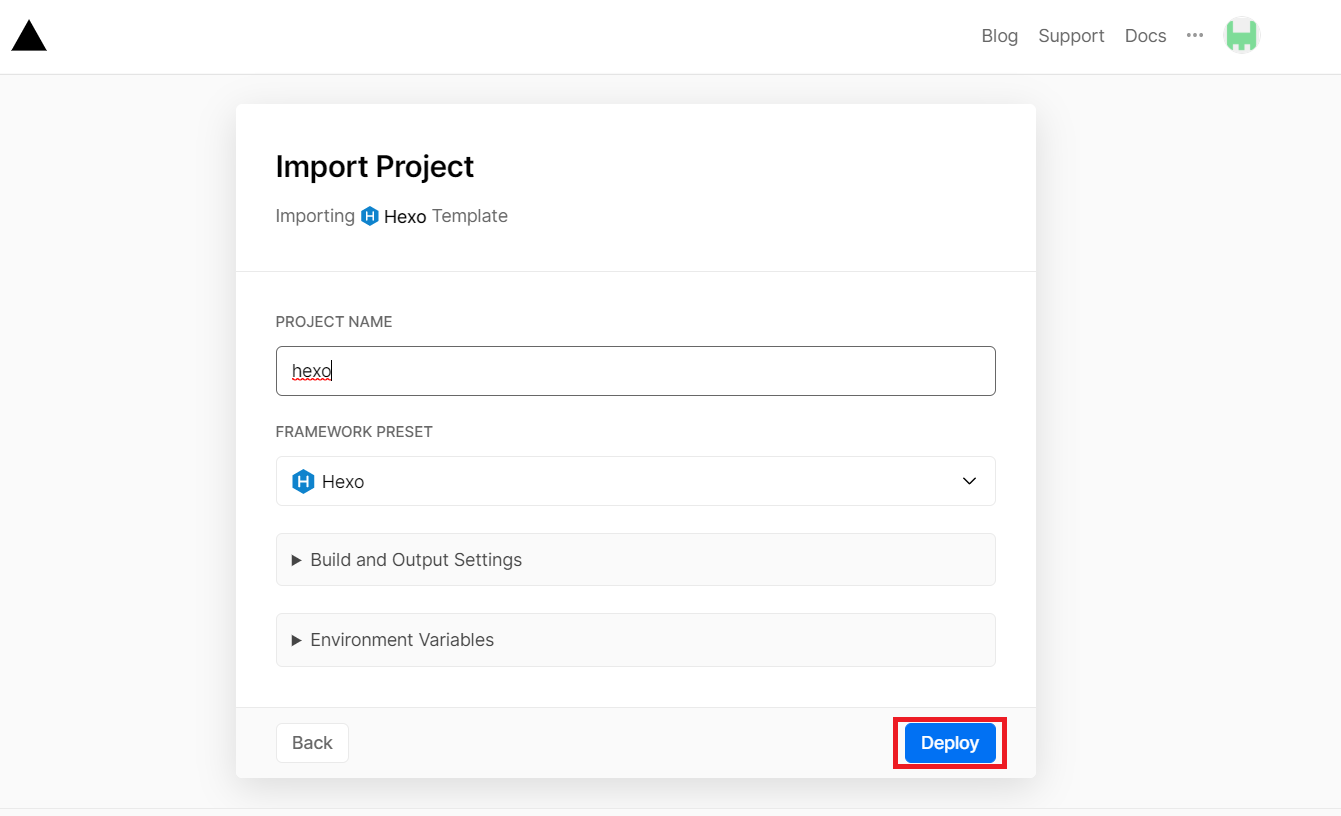 Blog Support Docs ···
Import Project
Importing Hexo Template
PROJECT NAME
hexo
FRAMEWORK PRESET
Hexo
Build and Output Settings
Environment Variables
Back Deploy